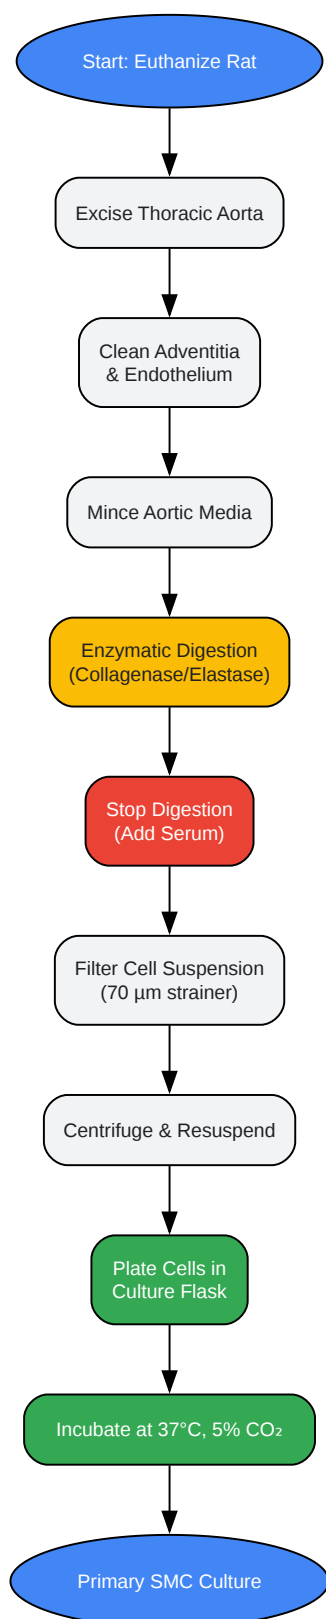 Start: Euthanize Rat
Excise Thoracic Aorta
Clean Adventitia
& Endothelium
Mince Aortic Media
Enzymatic Digestion
(Collagenase/Elastase)
Stop Digestion
(Add Serum)
Filter Cell Suspension
(70 µm strainer)
Centrifuge & Resuspend
Plate Cells in
Culture Flask
Incubate at 37°C, 5% CO₂
Primary SMC Culture